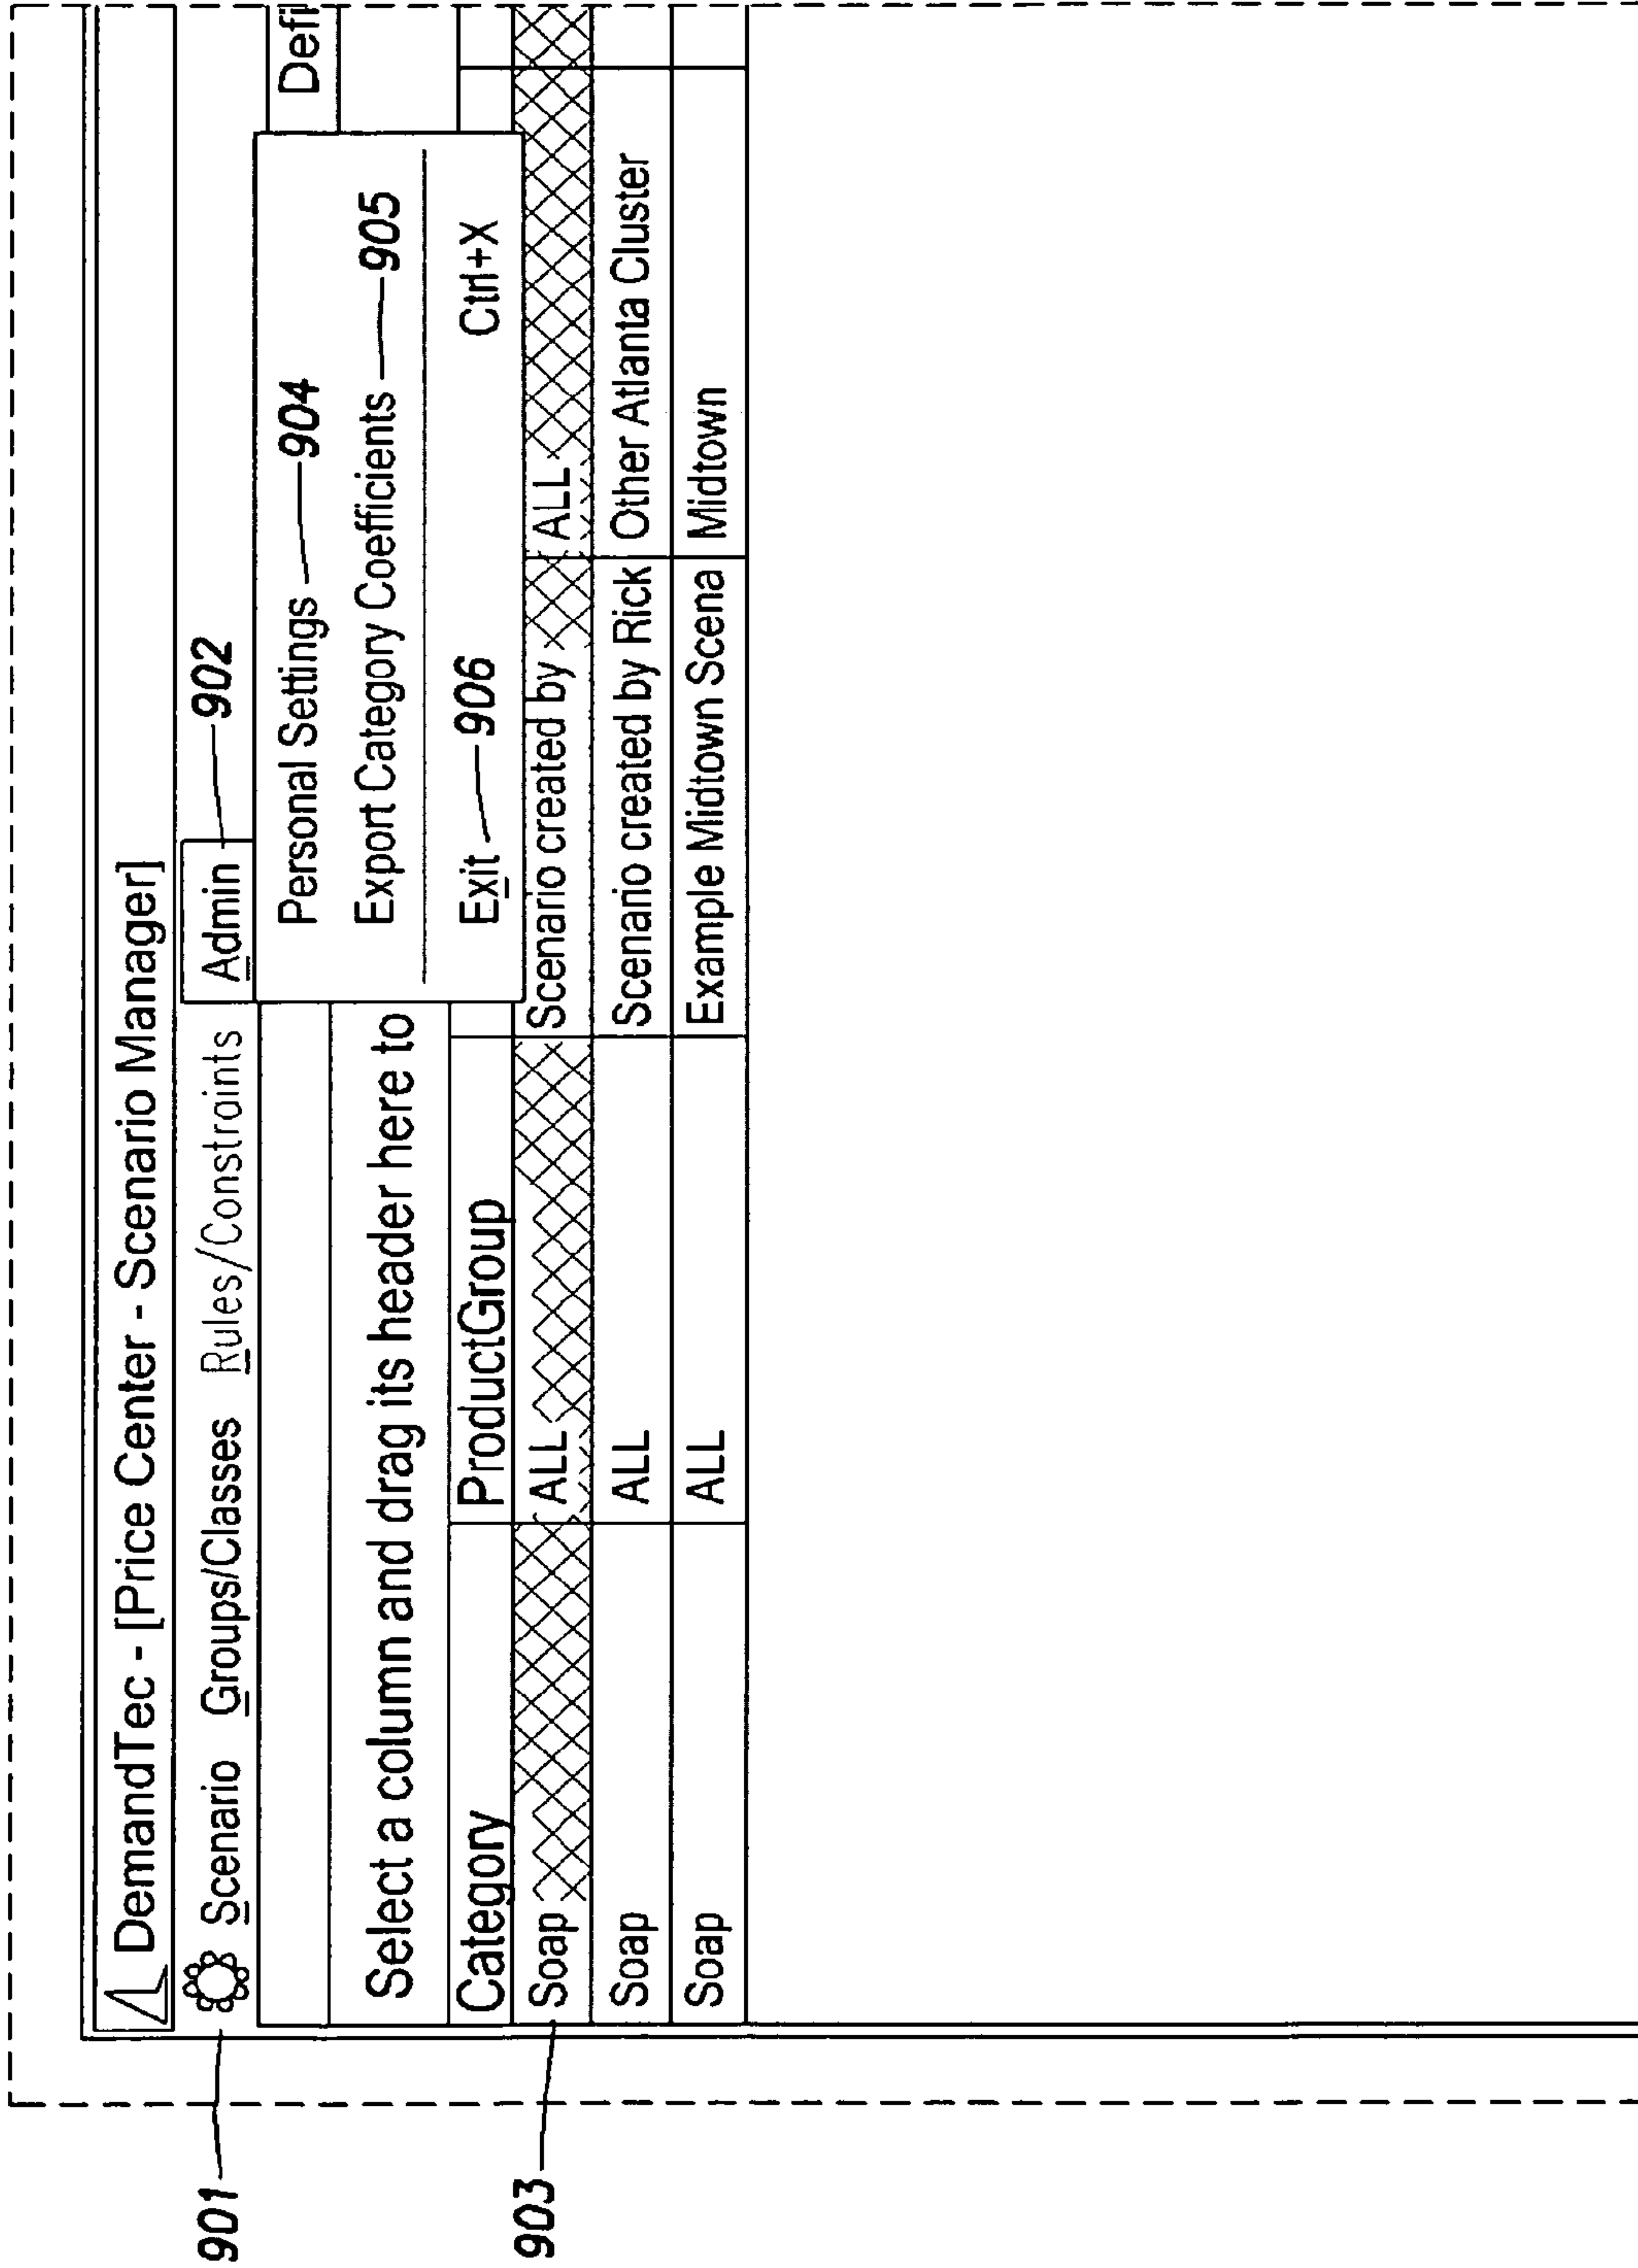 DemandTec - [Price Center - Scenario Manager]
901 Scenario Groups/Classes Rules/Constraints Admin 902
Personal Settings 904 Defi
Select a column and drag its header here to Export Category Coefficients 905
Category ProductGroup Exit 906 Ctrl+X
903 Soap ALL Scenario created by ALL
Soap ALL Scenario created by Rick Other Atlanta Cluster
Soap ALL Example Midtown Scena Midtown